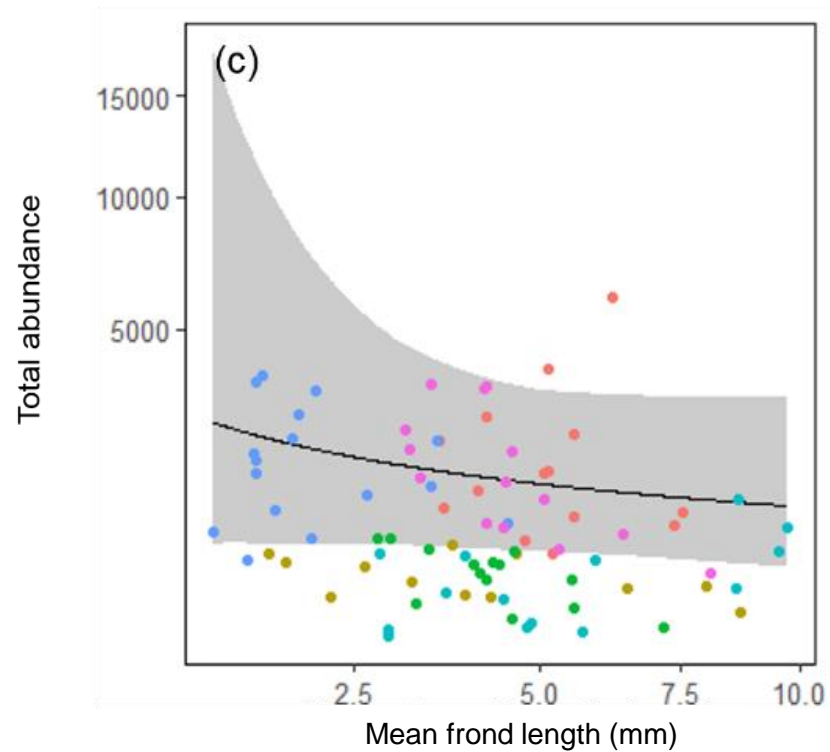 (c)
15000
10000
5000
Total abundance
2.5 5.0 7.5 10.0
Mean frond length (mm)